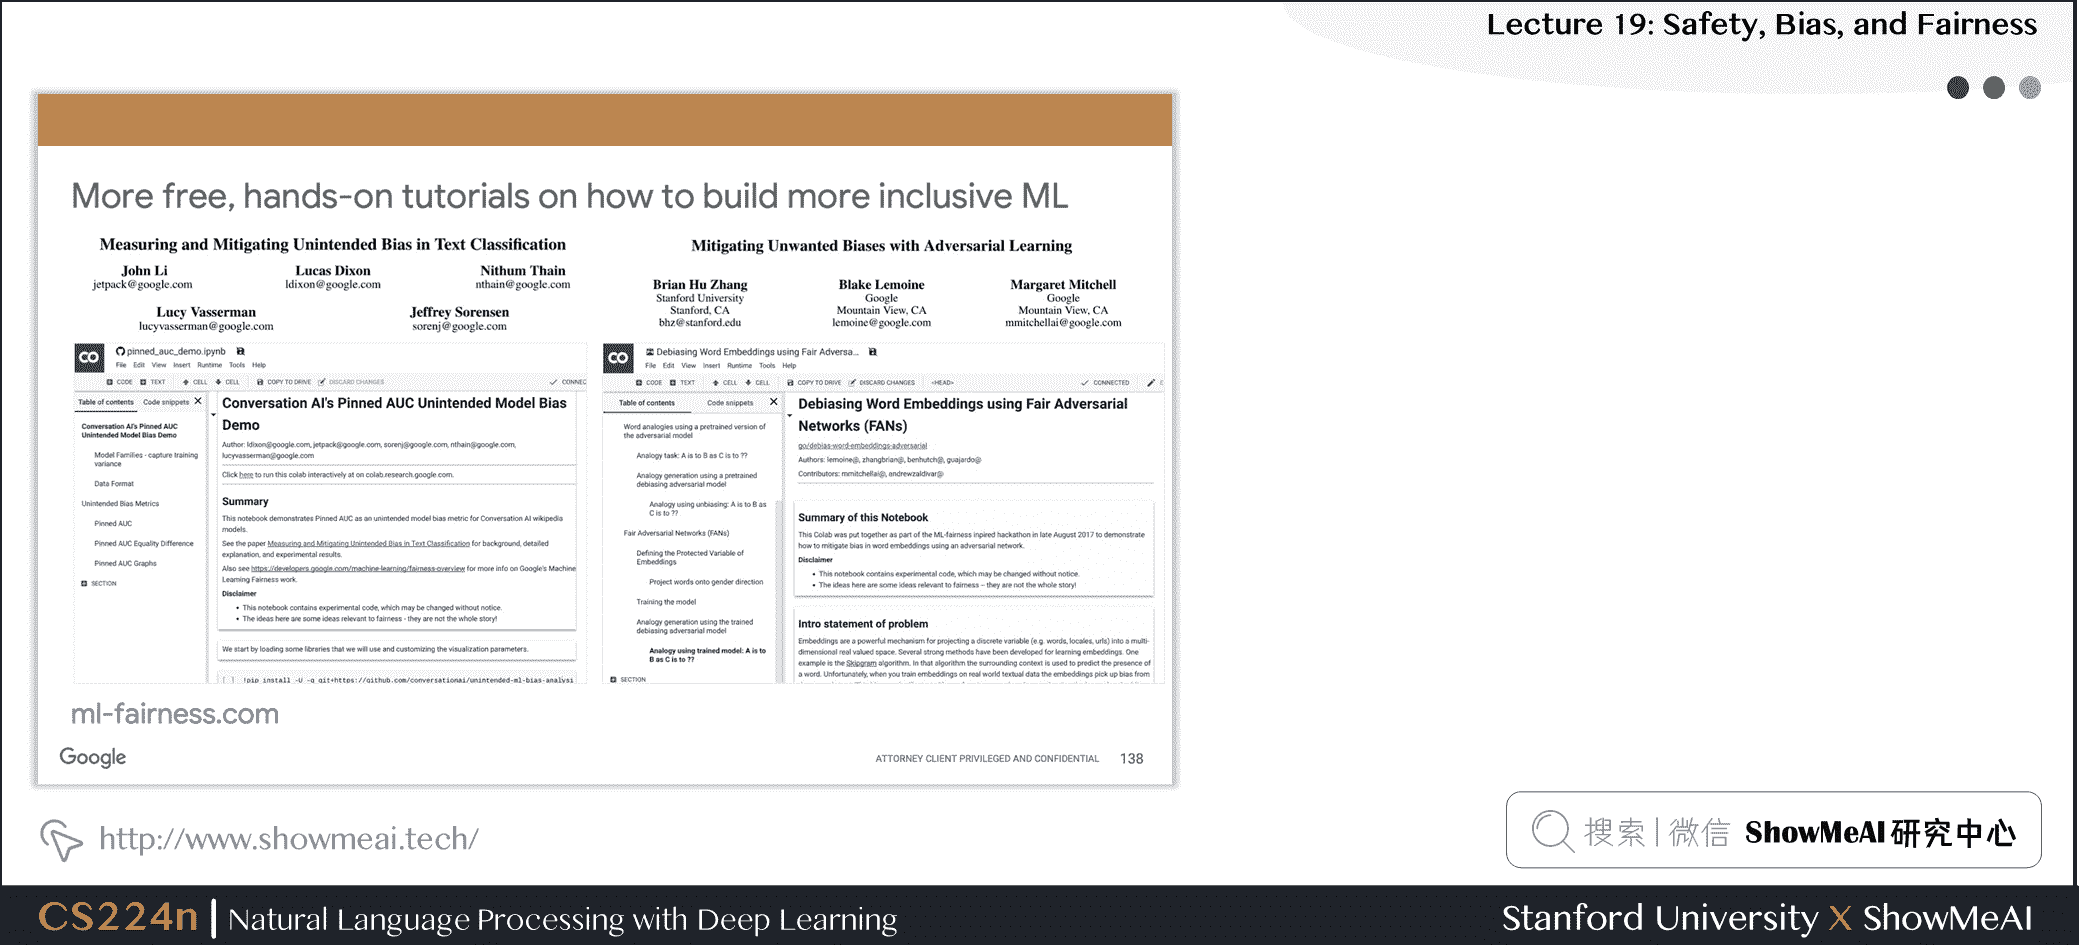 Lecture 19: Safety, Bias, and Fairness
More free, hands-on tutorials on how to build more inclusive ML
Measuring and Mitigating Unintended Bias in Text Classification
John Li
jetpack@google.com
Lucas Dixon
ldixon@google.com
Nithum Thain
nthain@google.com
Lucy Vasserman
lucyvasserman@google.com
Jeffrey Sorensen
sorenj@google.com
CO
pinned_auc_demo.ipynb
File Edit View Insert Runtime Tools Help
CODE TEXT CELL CELL COPY TO DRIVE DISCARD CHANGES CONNEC
Table of contents Code snippets X
Conversation AI's Pinned AUC
Unintended Model Bias Demo
Model Families - capture training
variance
Data Format
Unintended Bias Metrics
Pinned AUC
Pinned AUC Equality Difference
Pinned AUC Graphs
SECTION
Conversation AI's Pinned AUC Unintended Model Bias
Demo
Author: ldixon@google.com, jetpack@google.com, sorenj@google.com, nthain@google.com,
lucyvasserman@google.com
Click here to run this colab interactively at on colab.research.google.com.
Summary
This notebook demonstrates Pinned AUC as an unintended model bias metric for Conversation AI wikipedia
models.
See the paper Measuring and Mitigating Unintended Bias in Text Classification for background, detailed
explanation, and experimental results.
Also see https://developers.google.com/machine-learning/fairness-overview for more info on Google's Machine
Learning Fairness work.
Disclaimer
• This notebook contains experimental code, which may be changed without notice.
• The ideas here are some ideas relevant to fairness - they are not the whole story!
We start by loading some libraries that we will use and customizing the visualization parameters.
[ ] !pip install -U -q git+https://github.com/conversationai/unintended-ml-bias-analysi
Mitigating Unwanted Biases with Adversarial Learning
Brian Hu Zhang
Stanford University
Stanford, CA
bhz@stanford.edu
Blake Lemoine
Google
Mountain View, CA
lemoine@google.com
Margaret Mitchell
Google
Mountain View, CA
mmitchellai@google.com
CO
Debiasing Word Embeddings using Fair Adversa...
File Edit View Insert Runtime Tools Help
CODE TEXT CELL CELL COPY TO DRIVE DISCARD CHANGES <HEAD> CONNECTED
Table of contents Code snippets X
Word analogies using a pretrained version of
the adversarial model
Analogy task: A is to B as C is to ??
Analogy generation using a pretrained
debiasing adversarial model
Analogy using unbiasing: A is to B as
C is to ??
Fair Adversarial Networks (FANs)
Defining the Protected Variable of
Embeddings
Project words onto gender direction
Training the model
Analogy generation using the trained
debiasing adversarial model
Analogy using trained model: A is to
B as C is to ??
SECTION
Debiasing Word Embeddings using Fair Adversarial
Networks (FANs)
go/debias-word-embeddings-adversarial
Authors: lemoine@, zhangbrian@, benhutch@, guajardo@
Contributors: mmitchellai@, andrewzaldivar@
Summary of this Notebook
This Colab was put together as part of the ML-fairness inpired hackathon in late August 2017 to demonstrate
how to mitigate bias in word embeddings using an adversarial network.
Disclaimer
• This notebook contains experimental code, which may be changed without notice.
• The ideas here are some ideas relevant to fairness – they are not the whole story!
Intro statement of problem
Embeddings are a powerful mechanism for projecting a discrete variable (e.g. words, locales, urls) into a multi-
dimensional real valued space. Several strong methods have been developed for learning embeddings. One
example is the Skipgram algorithm. In that algorithm the surrounding context is used to predict the presence of
a word. Unfortunately, when you train embeddings on real world textual data the embeddings pick up bias from
ml-fairness.com
Google
ATTORNEY CLIENT PRIVILEGED AND CONFIDENTIAL 138
http://www.showmeai.tech/
搜索 | 微信 ShowMeAI研究中心
CS224n | Natural Language Processing with Deep Learning
Stanford University X ShowMeAI